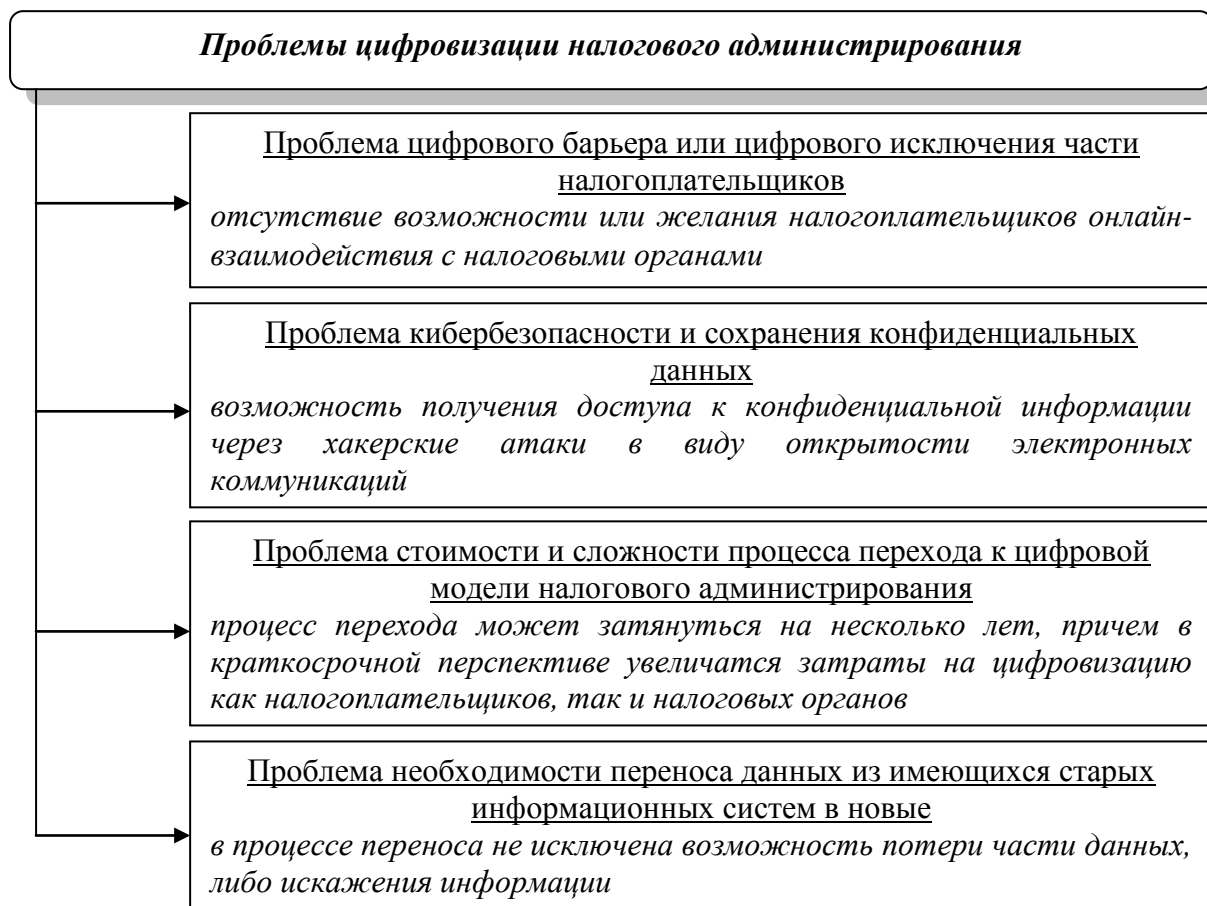 Проблемы цифровизации налогового администрирования
Проблема цифрового барьера или цифрового исключения части
налогоплательщиков
отсутствие возможности или желания налогоплательщиков онлайн-
взаимодействия с налоговыми органами
Проблема кибербезопасности и сохранения конфиденциальных
данных
возможность получения доступа к конфиденциальной информации
через хакерские атаки в виду открытости электронных
коммуникаций
Проблема стоимости и сложности процесса перехода к цифровой
модели налогового администрирования
процесс перехода может затянуться на несколько лет, причем в
краткосрочной перспективе увеличатся затраты на цифровизацию
как налогоплательщиков, так и налоговых органов
Проблема необходимости переноса данных из имеющихся старых
информационных систем в новые
в процессе переноса не исключена возможность потери части данных,
либо искажения информации